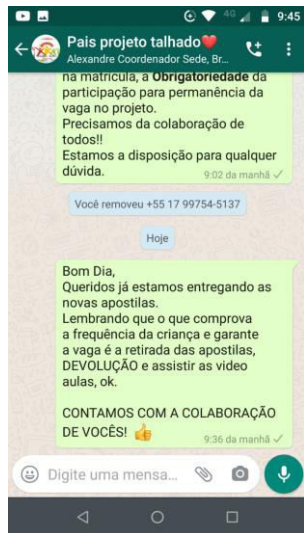 4G 9:45
Pais projeto talhado❤
Alexandre Coordenador Sede, Br...
na matrícula, a Obrigatoriedade da
participação para permanência da
vaga no projeto.
Precisamos da colaboração de
todos!!
Estamos a disposição para qualquer
dúvida.
9:02 da manhã ✓
Você removeu +55 17 99754-5137
Hoje
Bom Dia,
Queridos já estamos entregando as
novas apostilas.
Lembrando que o que comprova
a frequência da criança e garante
a vaga é a retirada das apostilas,
DEVOLUÇÃO e assistir as video
aulas, ok.
CONTAMOS COM A COLABORAÇÃO
DE VOCÊS! 👍
9:36 da manhã ✓
Digite uma mensa...